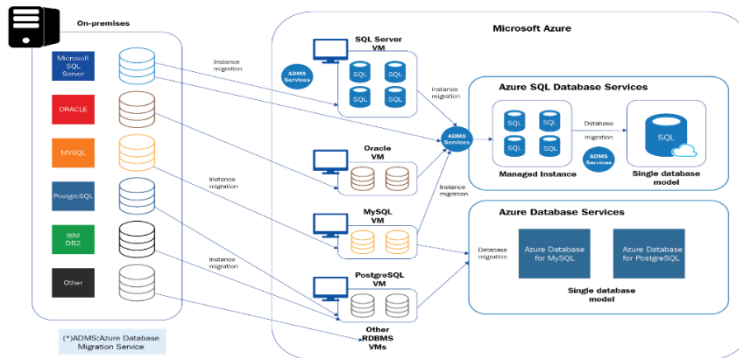 On-premises
Microsoft
SQL
Server
ORACLE
MYSQL
PostgreSQL
IBM
DB2
Other
(*)ADMS:Azure Database
Migration Service
Instance
migration
Instance
migration
Instance
migration
Microsoft Azure
SQL Server
VM
ADMS
Services
SQL
SQL
SQL
SQL
Oracle
VM
MySQL
VM
PostgreSQL
VM
Other
RDBMS
VMs
Instance
migration
ADMS
Services
Instance
migration
Database
migration
Azure SQL Database Services
SQL
SQL
SQL
SQL
Managed Instance
Database
migration
ADMS
Services
SQL
Single database
model
Azure Database Services
Azure Database
for MySQL
Azure Database
for PostgreSQL
Single database
model